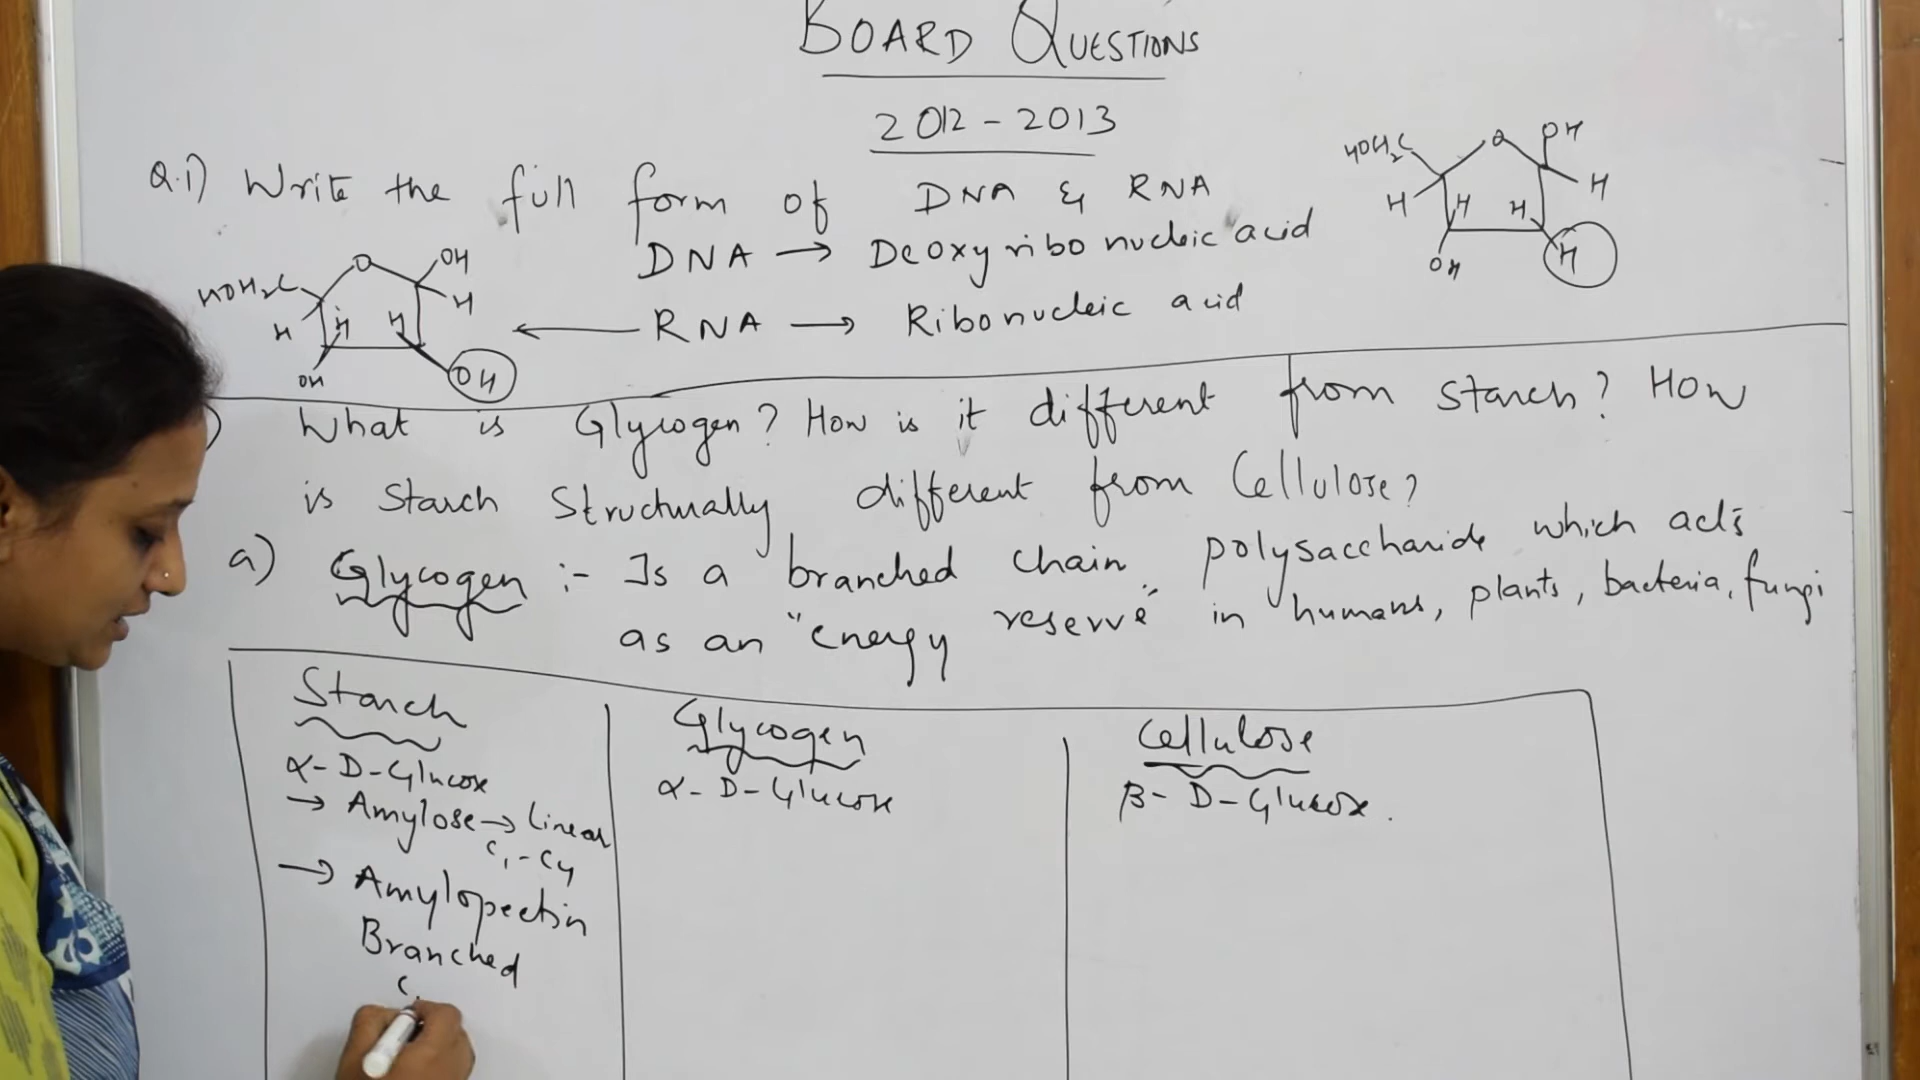 BOARD QUESTIONS
2012-2013
Q.1) Write the full form of DNA & RNA
DNA → Deoxyribo nucleic acid
RNA → Ribonucleic acid
HOH₂C O OH
H H H H
OH OH
HOH₂C O OH
H H H H
OH H
) What is Glycogen? How is it different from starch? How
is Starch Structurally different from Cellulose?
a) Glycogen :- Is a branched chain polysaccharide which acts
as an "energy reserve" in humans, plants, bacteria, fungi
Starch
α-D-Glucose
→ Amylose → Linear
C₁-C4
→ Amylopectin
Branched
C
Glycogen
α-D-Glucose
Cellulose
β-D-Glucose.